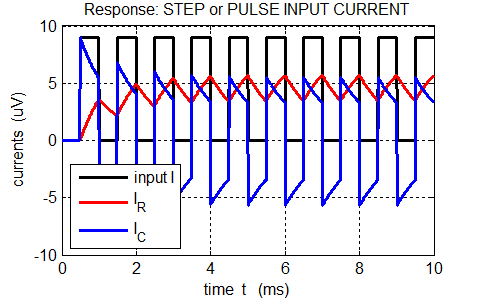 Response: STEP or PULSE INPUT CURRENT
10
5
0
-5
-10
currents (uV)
input I
I_R
I_C
0 2 4 6 8 10
time t (ms)